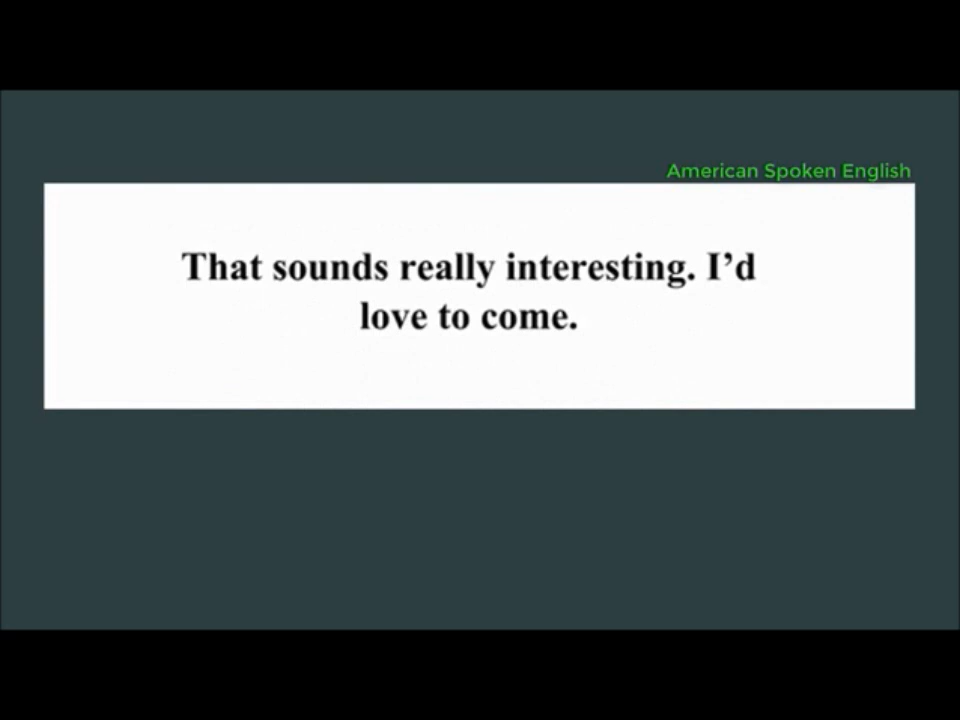 American Spoken English
That sounds really interesting. I’d
love to come.